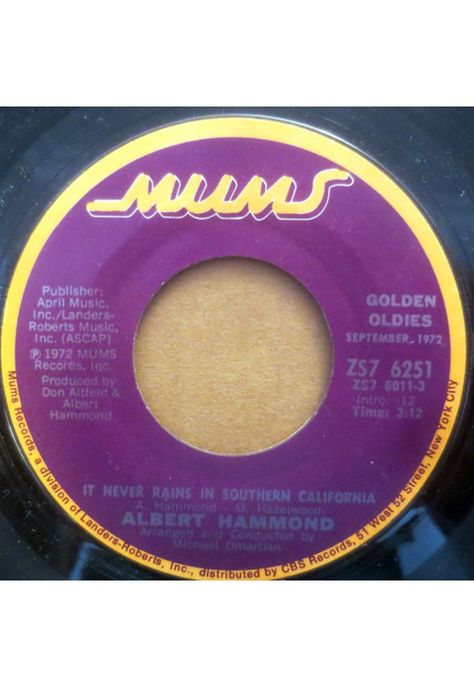 MUMS
Publisher:
April Music,
Inc./Landers-
Roberts Music,
Inc. (ASCAP)
℗ 1972 MUMS
Records, Inc.
Produced by
Don Altfeld &
Albert
Hammond
GOLDEN
OLDIES
SEPTEMBER, 1972
ZS7 6251
ZS7 6011-3
Intro: :12
Time: 3:12
IT NEVER RAINS IN SOUTHERN CALIFORNIA
A. Hammond - M. Hazelwood
ALBERT HAMMOND
Arranged and Conducted by
Michael Omartian
Mums Records, a division of Landers-Roberts, Inc., distributed by CBS Records, 51 West 52 Street, New York City